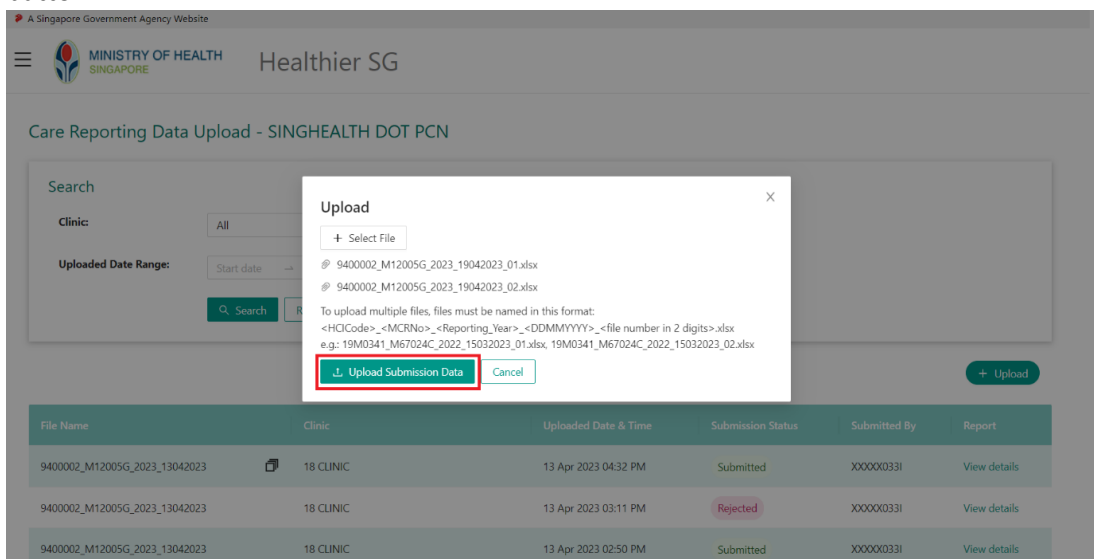 A Singapore Government Agency Website
MINISTRY OF HEALTH
SINGAPORE
Healthier SG
Care Reporting Data Upload - SINGHEALTH DOT PCN
Search
Clinic:
All
Uploaded Date Range:
Start date →
Search
R
Upload
X
+ Select File
9400002_M12005G_2023_19042023_01.xlsx
9400002_M12005G_2023_19042023_02.xlsx
To upload multiple files, files must be named in this format:
<HCICode>_<MCRNo>_<Reporting_Year>_<DDMMYYYY>_<file number in 2 digits>.xlsx
e.g.: 19M0341_M67024C_2022_15032023_01.xlsx, 19M0341_M67024C_2022_15032023_02.xlsx
Upload Submission Data Cancel
+ Upload
File Name Clinic Uploaded Date & Time Submission Status Submitted By Report
9400002_M12005G_2023_13042023 18 CLINIC 13 Apr 2023 04:32 PM Submitted XXXXX033I View details
9400002_M12005G_2023_13042023 18 CLINIC 13 Apr 2023 03:11 PM Rejected XXXXX033I View details
9400002_M12005G_2023_13042023 18 CLINIC 13 Apr 2023 02:50 PM Submitted XXXXX033I View details